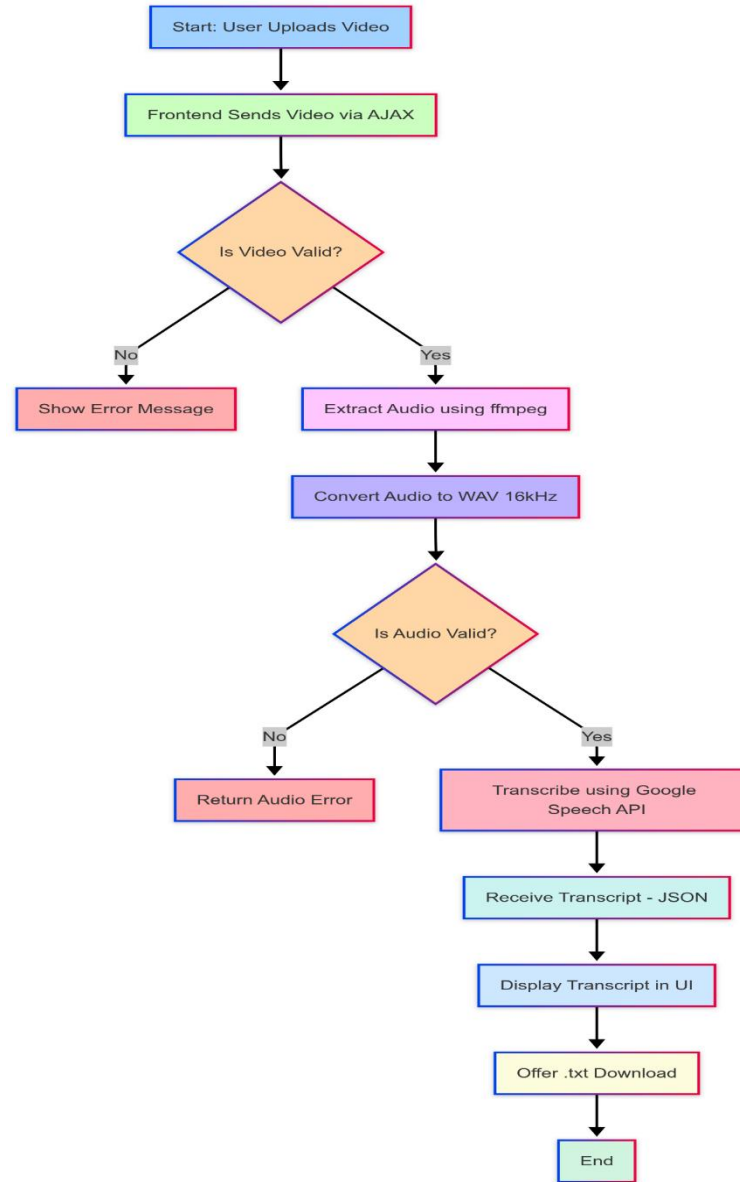 Start: User Uploads Video
Frontend Sends Video via AJAX
Is Video Valid?
No
Yes
Show Error Message
Extract Audio using ffmpeg
Convert Audio to WAV 16kHz
Is Audio Valid?
No
Yes
Return Audio Error
Transcribe using Google
Speech API
Receive Transcript - JSON
Display Transcript in UI
Offer .txt Download
End